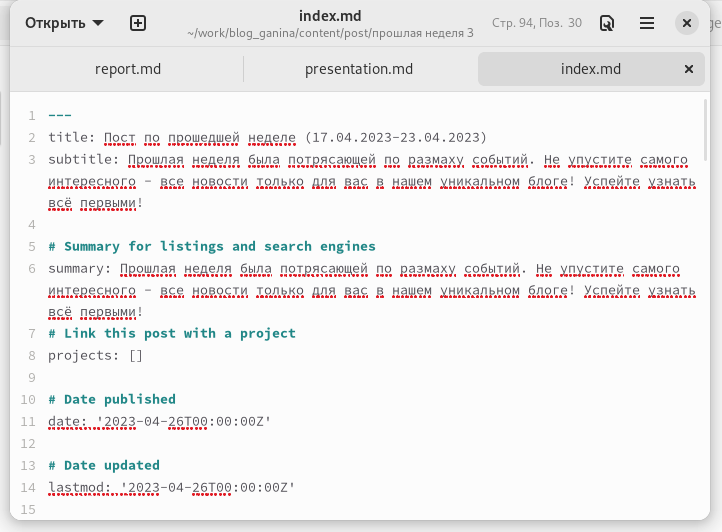 Открыть
index.md
~/work/blog_ganina/content/post/прошлая неделя 3
Стр. 94, Поз. 30
report.md
presentation.md
index.md
1 ---
2 title: Пост по прошедшей неделе (17.04.2023-23.04.2023)
3 subtitle: Прошлая неделя была потрясающей по размаху событий. Не упустите самого
интересного - все новости только для вас в нашем уникальном блоге! Успейте узнать
всё первыми!
4
5 # Summary for listings and search engines
6 summary: Прошлая неделя была потрясающей по размаху событий. Не упустите самого
интересного - все новости только для вас в нашем уникальном блоге! Успейте узнать
всё первыми!
7 # Link this post with a project
8 projects: []
9
10 # Date published
11 date: '2023-04-26T00:00:00Z'
12
13 # Date updated
14 lastmod: '2023-04-26T00:00:00Z'
15